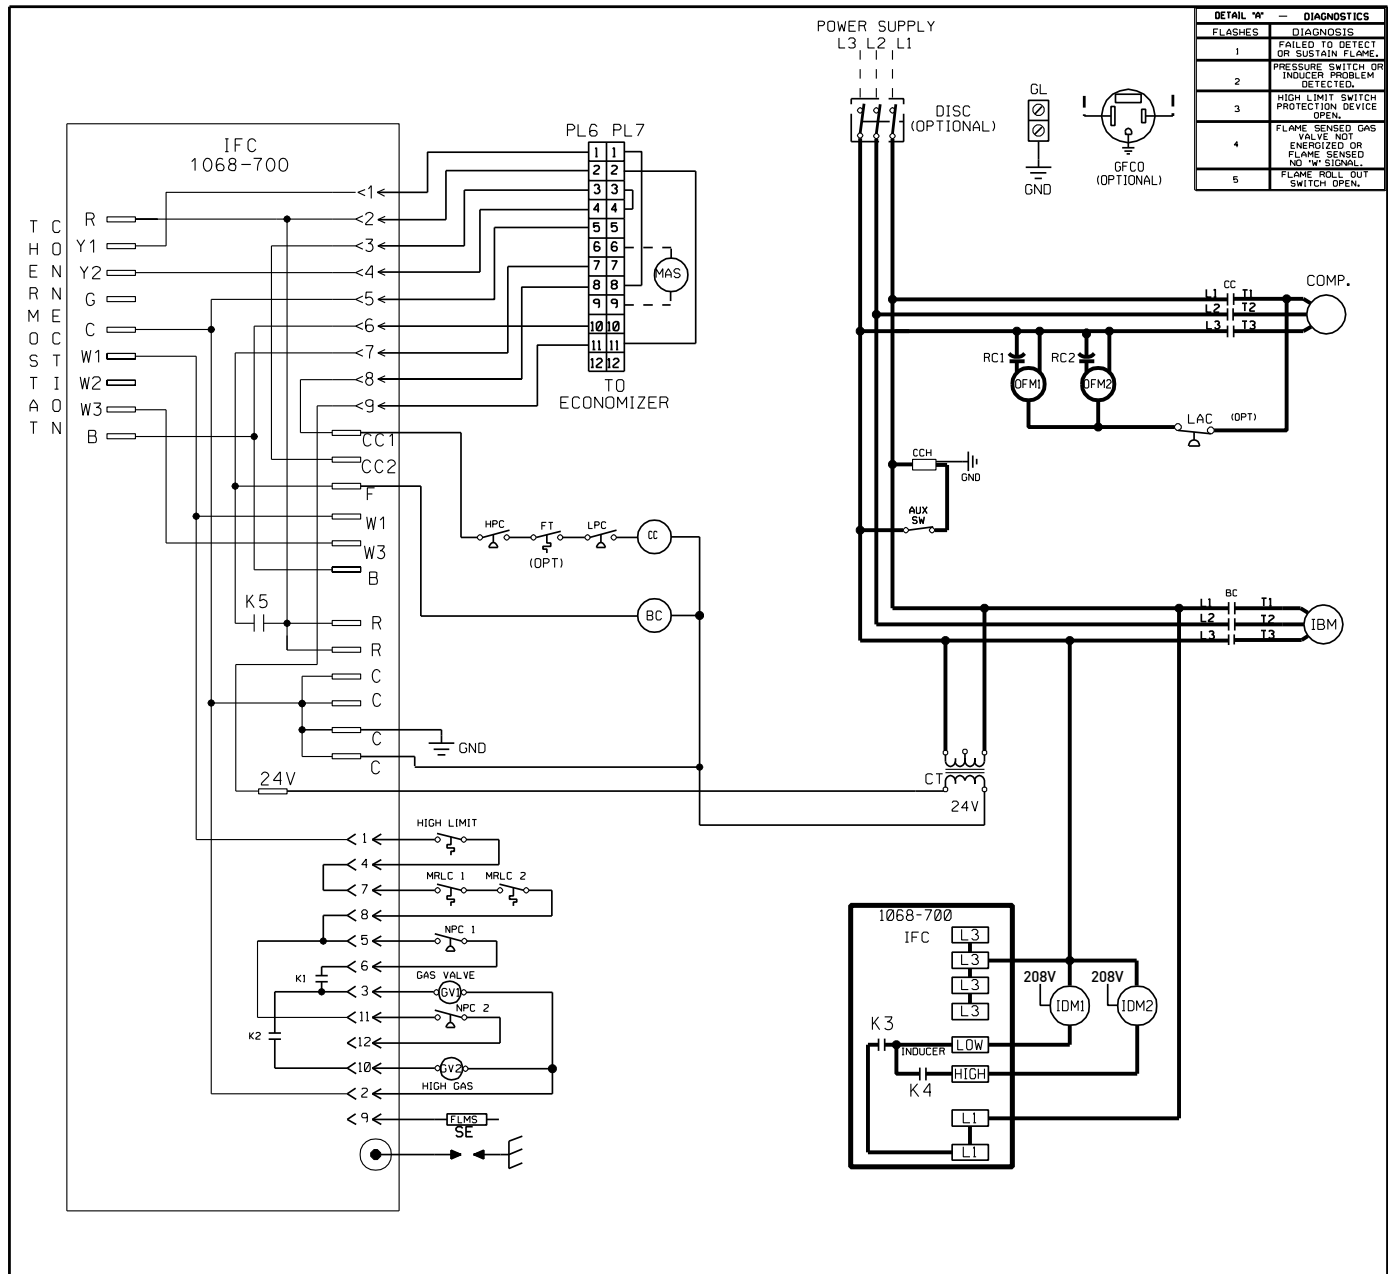 POWER SUPPLY
L3 L2 L1
DISC
(OPTIONAL)
GL
GND
GFCO
(OPTIONAL)
DETAIL "A" — DIAGNOSTICS
FLASHES DIAGNOSIS
1 FAILED TO DETECT
OR SUSTAIN FLAME.
2 PRESSURE SWITCH OR
INDUCER PROBLEM
DETECTED.
3 HIGH LIMIT SWITCH
PROTECTION DEVICE
OPEN.
4 FLAME SENSED GAS
VALVE NOT
ENERGIZED OR
FLAME SENSED
NO "W" SIGNAL.
5 FLAME ROLL OUT
SWITCH OPEN.
IFC
1068-700
THERMOSTAT
CONNECTION
R
Y1
Y2
G
C
W1
W2
W3
B
<1
<2
<3
<4
<5
<6
<7
<8
<9
CC1
CC2
F
W1
W3
B
K5
R
R
C
C
C
C
GND
24V
PL6 PL7
1 1
2 2
3 3
4 4
5 5
6 6
7 7
8 8
9 9
10 10
11 11
12 12
TO
ECONOMIZER
MAS
HPC
FT
(OPT)
LPC
CC
BC
L1 CC T1
L2 T2
L3 T3
COMP.
RC1
OFM1
RC2
OFM2
LAC (OPT)
CCH
GND
AUX
SW
L1 BC T1
L2 T2
L3 T3
IBM
CT
24V
<1
HIGH LIMIT
<4
<7
MRLC 1
MRLC 2
<8
<5
NPC 1
<6
K1
GAS VALVE
<3
GV1
<11
NPC 2
K2
<12
<10
GV2
HIGH GAS
<2
<9
FLMS
SE
1068-700
IFC
L3
L3
L3
L3
208V
IDM1
208V
IDM2
K3
INDUCER
LOW
K4
HIGH
L1
L1